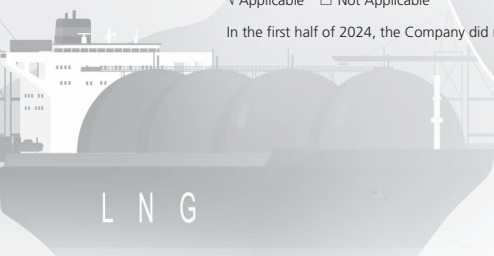 √ Applicable □ Not Applicable
In the first half of 2024, the Company did
L N G